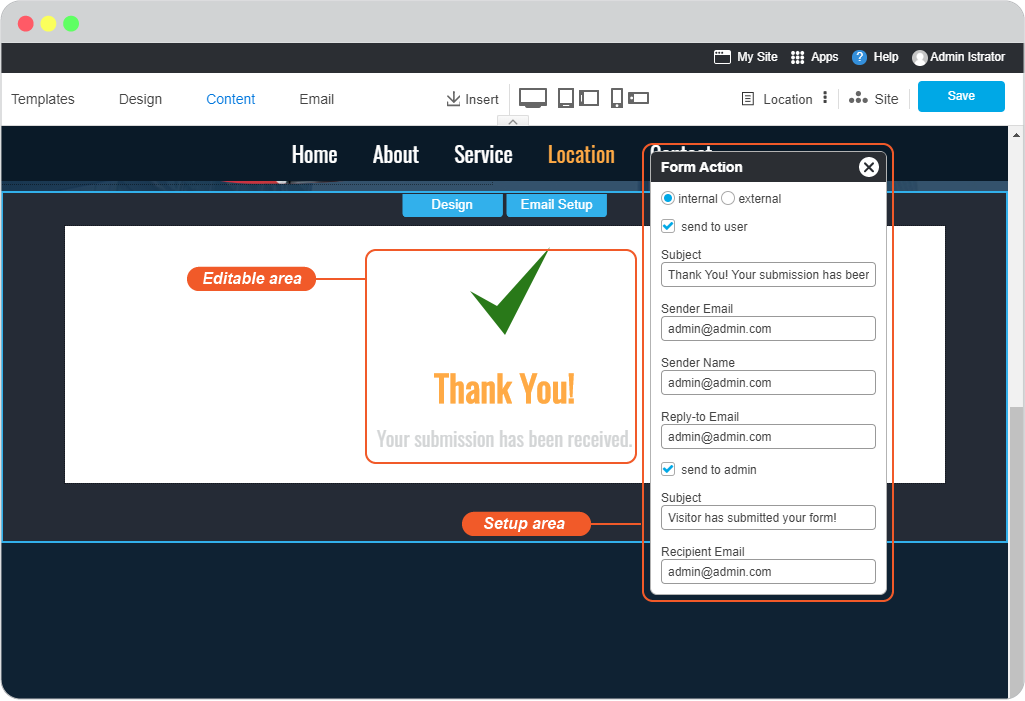 My Site Apps ? Help Admin Istrator
Templates Design Content Email Insert Location Site Save
Home About Service Location
Form Action
Design Email Setup
internal external
send to user
Subject
Thank You! Your submission has beer
Editable area
Sender Email
admin@admin.com
Sender Name
admin@admin.com
Thank You!
Reply-to Email
admin@admin.com
Your submission has been received.
send to admin
Subject
Visitor has submitted your form!
Setup area
Recipient Email
admin@admin.com